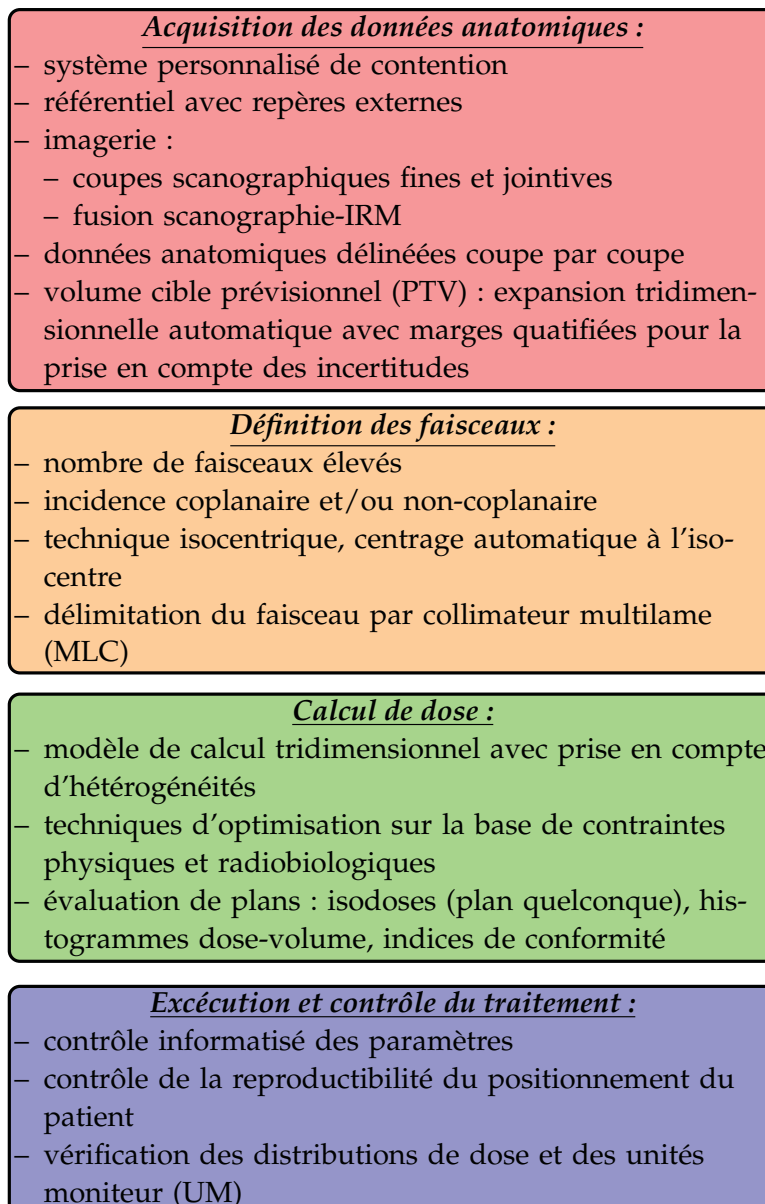 Acquisition des données anatomiques :
– système personnalisé de contention
– référentiel avec repères externes
– imagerie :
– coupes scanographiques fines et jointives
– fusion scanographie-IRM
– données anatomiques délinéées coupe par coupe
– volume cible prévisionnel (PTV) : expansion tridimen-
sionnelle automatique avec marges quatifiées pour la
prise en compte des incertitudes
Définition des faisceaux :
– nombre de faisceaux élevés
– incidence coplanaire et/ou non-coplanaire
– technique isocentrique, centrage automatique à l'iso-
centre
– délimitation du faisceau par collimateur multilame
(MLC)
Calcul de dose :
– modèle de calcul tridimensionnel avec prise en compte
d'hétérogénéités
– techniques d'optimisation sur la base de contraintes
physiques et radiobiologiques
– évaluation de plans : isodoses (plan quelconque), his-
togrammes dose-volume, indices de conformité
Excécution et contrôle du traitement :
– contrôle informatisé des paramètres
– contrôle de la reproductibilité du positionnement du
patient
– vérification des distributions de dose et des unités
moniteur (UM)